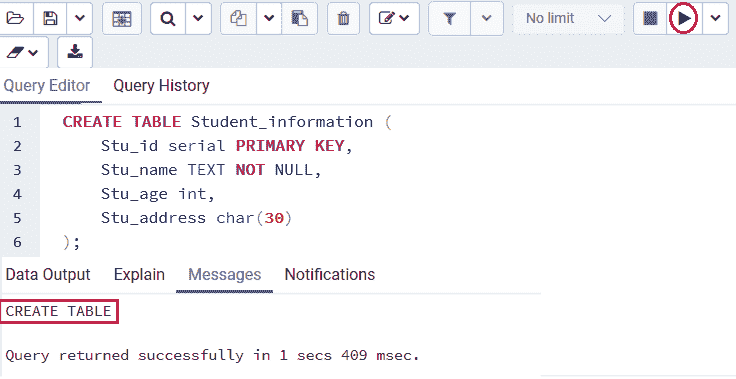 No limit
Query Editor Query History
1 CREATE TABLE Student_information (
2 Stu_id serial PRIMARY KEY,
3 Stu_name TEXT NOT NULL,
4 Stu_age int,
5 Stu_address char(30)
6 );
Data Output Explain Messages Notifications
CREATE TABLE
Query returned successfully in 1 secs 409 msec.